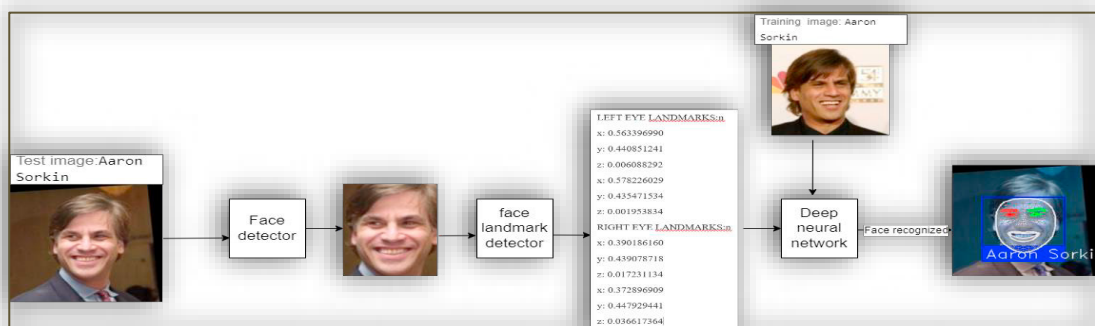 Training image: Aaron
Sorkin
Test image:Aaron
Sorkin
Face
detector
face
landmark
detector
LEFT EYE LANDMARKS:n
x: 0.563396990
y: 0.440851241
z: 0.006088292
x: 0.578226029
y: 0.435471534
z: 0.001953834
RIGHT EYE LANDMARKS:n
x: 0.390186160
y: 0.439078718
z: 0.017231134
x: 0.372896909
y: 0.447929441
z: 0.036617364
Deep
neural
network
Face recognized
Aaron Sorki